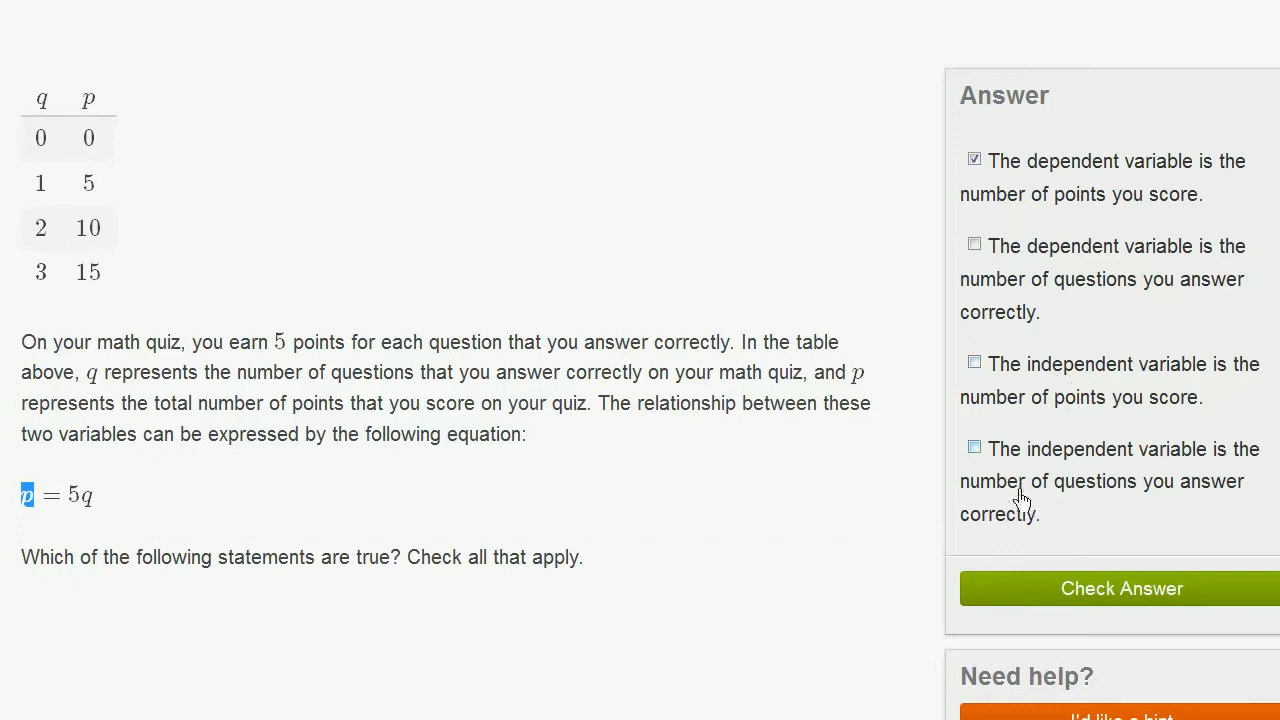 q p
0 0
1 5
2 10
3 15
On your math quiz, you earn 5 points for each question that you answer correctly. In the table
above, q represents the number of questions that you answer correctly on your math quiz, and p
represents the total number of points that you score on your quiz. The relationship between these
two variables can be expressed by the following equation:
p = 5q
Which of the following statements are true? Check all that apply.
Answer
The dependent variable is the
number of points you score.
The dependent variable is the
number of questions you answer
correctly.
The independent variable is the
number of points you score.
The independent variable is the
number of questions you answer
correctly.
Check Answer
Need help?
I'd like a hint